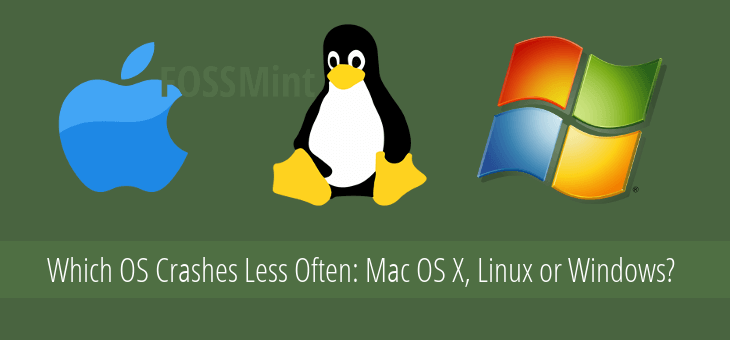 FOSSMint
Which OS Crashes Less Often: Mac OS X, Linux or Windows?
®